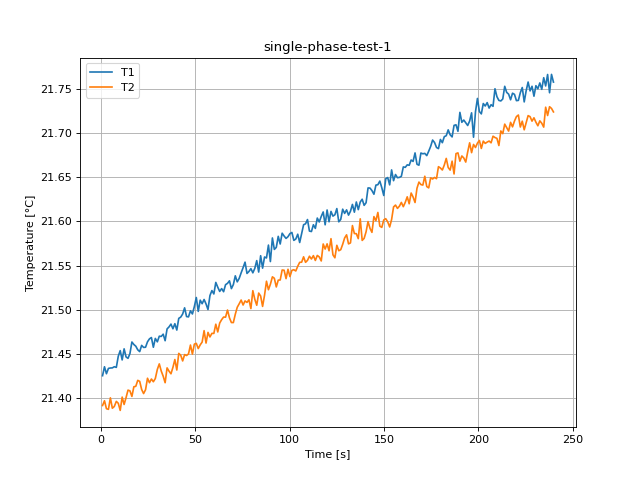 single-phase-test-1
T1
T2
21.75
21.70
21.65
21.60
21.55
21.50
21.45
21.40
Temperature [°C]
0 50 100 150 200 250
Time [s]